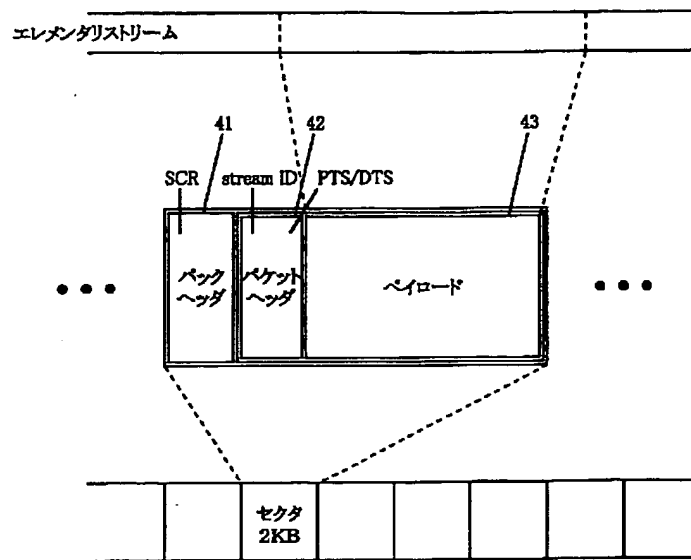 エレメンタリストリーム
41
42
43
SCR
stream ID
PTS/DTS
パック
ヘッダ
パケット
ヘッダ
ペイロード
セクタ
2KB